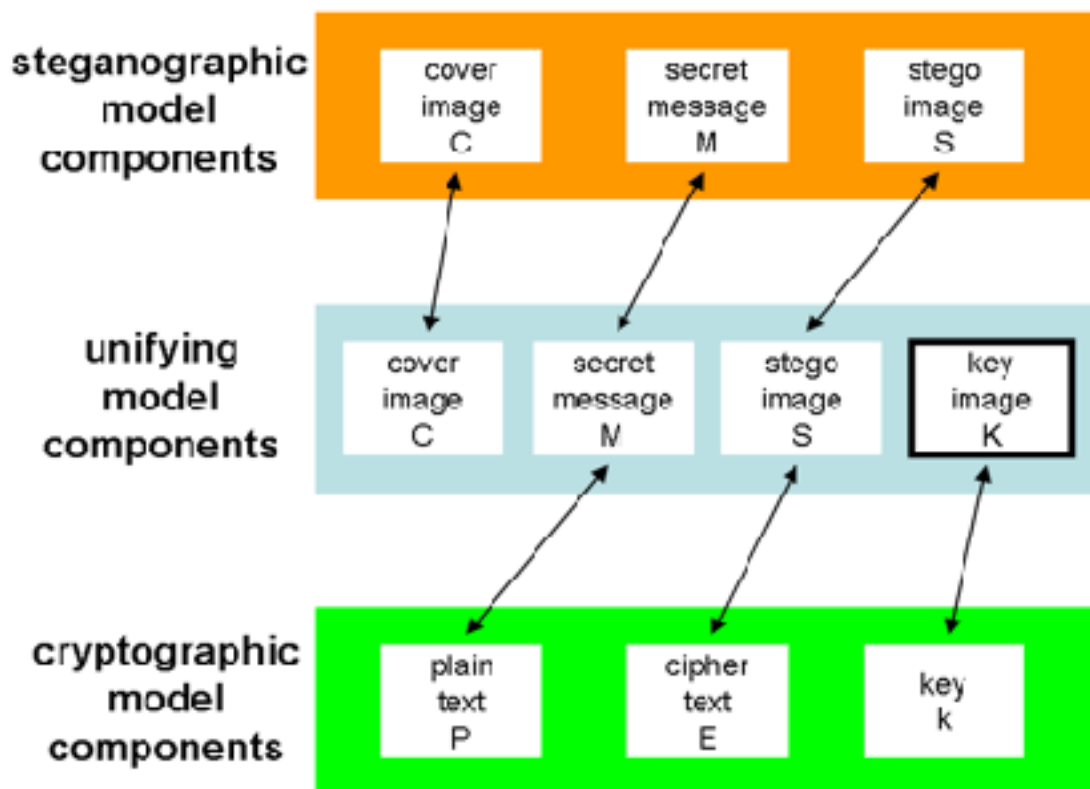 steganographic
model
components
cover
image
C
secret
message
M
stego
image
S
unifying
model
components
cover
image
C
secret
message
M
stego
image
S
key
image
K
cryptographic
model
components
plain
text
P
cipher
text
E
key
k